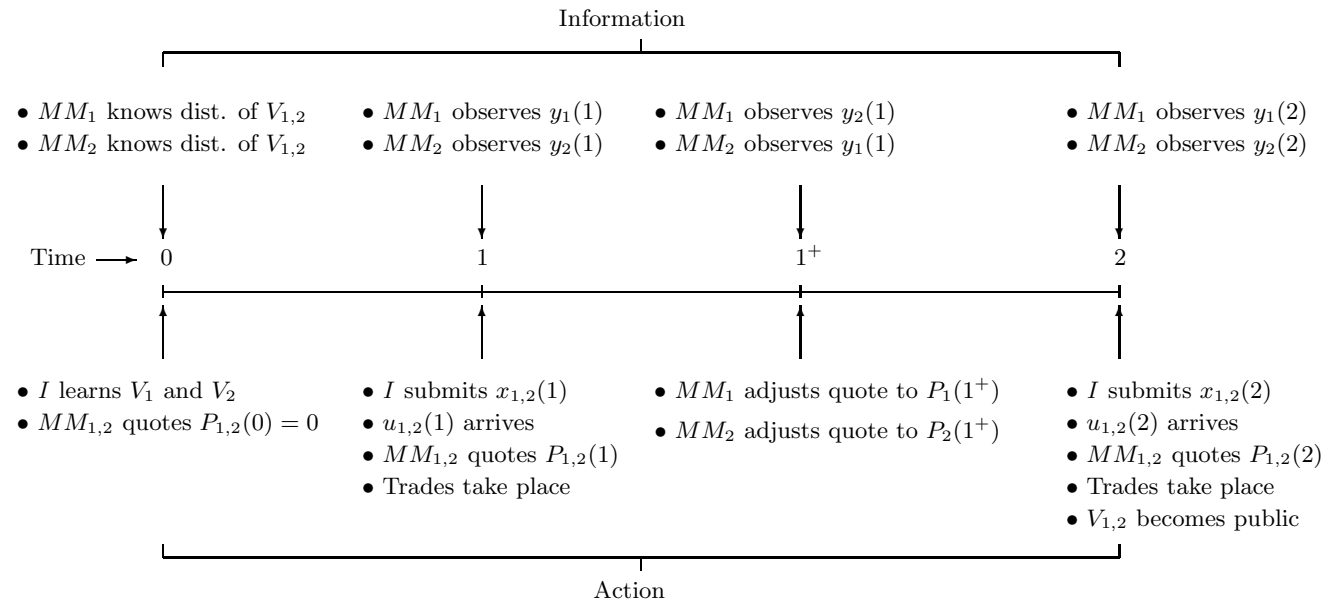 Information
• MM₁ knows dist. of V₁,₂
• MM₂ knows dist. of V₁,₂
• MM₁ observes y₁(1)
• MM₂ observes y₂(1)
• MM₁ observes y₂(1)
• MM₂ observes y₁(1)
• MM₁ observes y₁(2)
• MM₂ observes y₂(2)
Time → 0 1 1⁺ 2
• I learns V₁ and V₂
• MM₁,₂ quotes P₁,₂(0) = 0
• I submits x₁,₂(1)
• u₁,₂(1) arrives
• MM₁,₂ quotes P₁,₂(1)
• Trades take place
• MM₁ adjusts quote to P₁(1⁺)
• MM₂ adjusts quote to P₂(1⁺)
• I submits x₁,₂(2)
• u₁,₂(2) arrives
• MM₁,₂ quotes P₁,₂(2)
• Trades take place
• V₁,₂ becomes public
Action